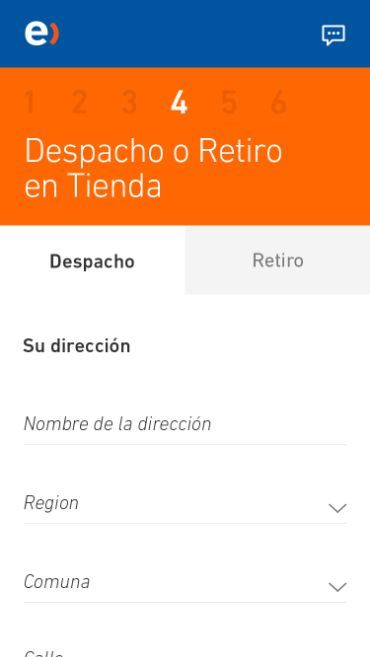 e)
1 2 3 4 5 6
Despacho o Retiro
en Tienda
Despacho Retiro
Su dirección
Nombre de la dirección
Region
Comuna